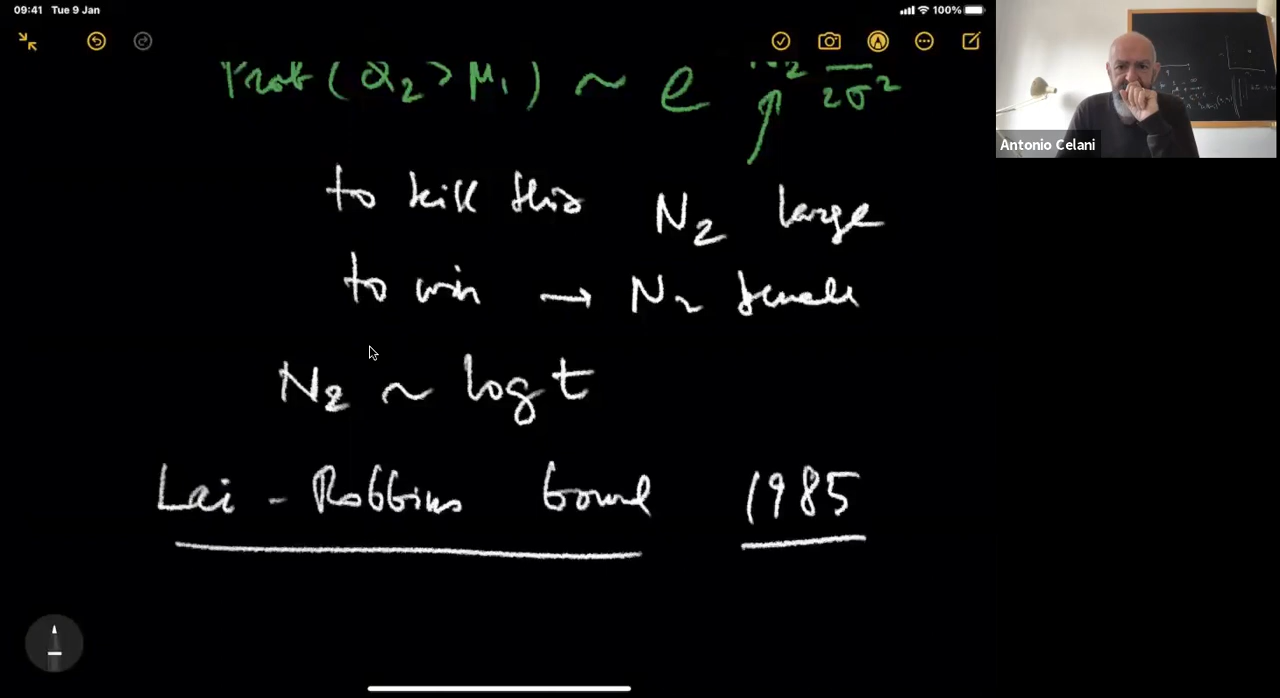 09:41 Tue 9 Jan
100%
Prob ( α₂ > μ₁ ) ~ e 2σ²
Antonio Celani
to kill this N₂ large
to win → N₂ small
N₂ ~ log t
Lai - Robbins bound 1985